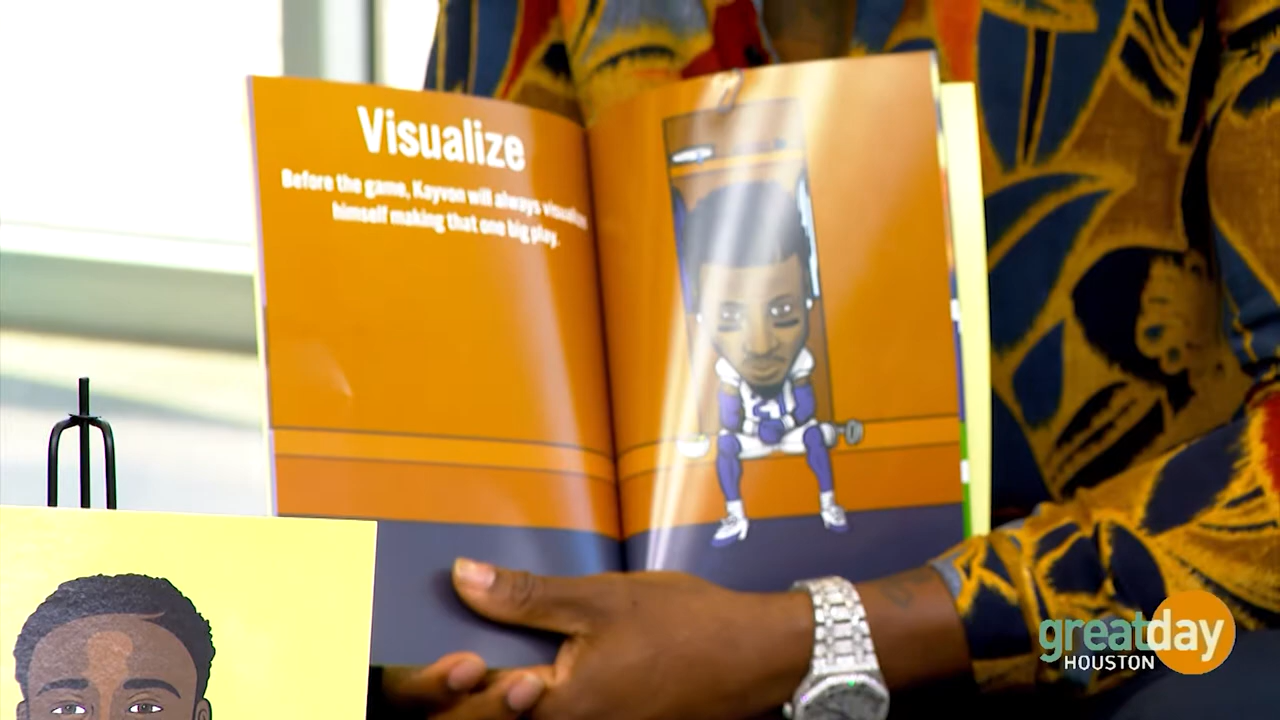 Visualize
Before the game, Kayvon will always visualize
himself making that one big play.
greatday
HOUSTON